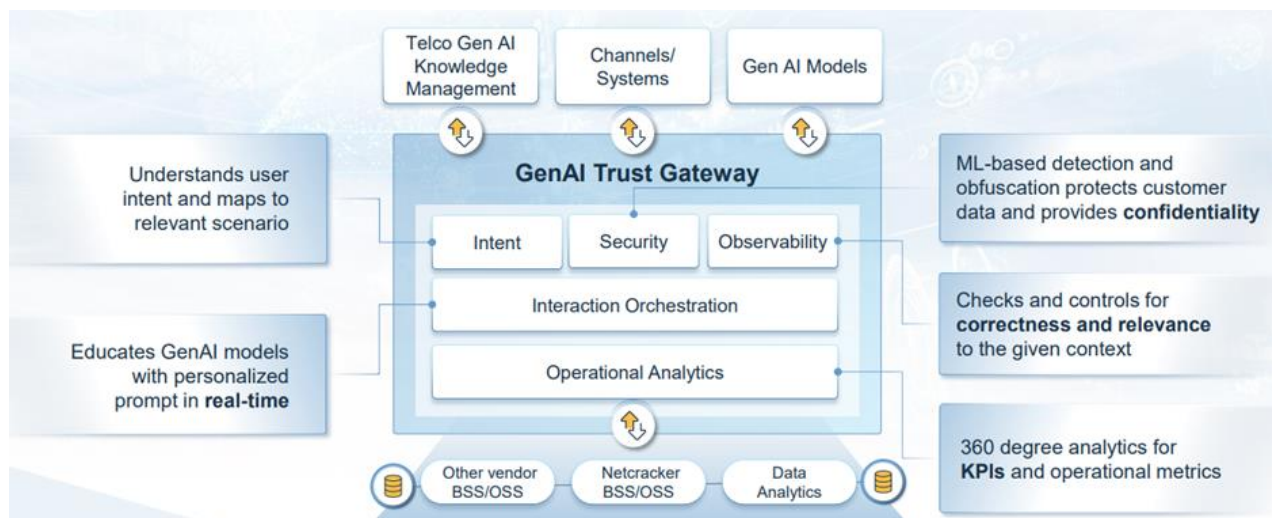 Telco Gen AI
Knowledge
Management
Channels/
Systems
Gen AI Models
GenAI Trust Gateway
Understands user
intent and maps to
relevant scenario
Educates GenAI models
with personalized
prompt in real-time
Intent
Security
Observability
Interaction Orchestration
Operational Analytics
ML-based detection and
obfuscation protects customer
data and provides confidentiality
Checks and controls for
correctness and relevance
to the given context
360 degree analytics for
KPIs and operational metrics
Other vendor
BSS/OSS
Netcracker
BSS/OSS
Data
Analytics